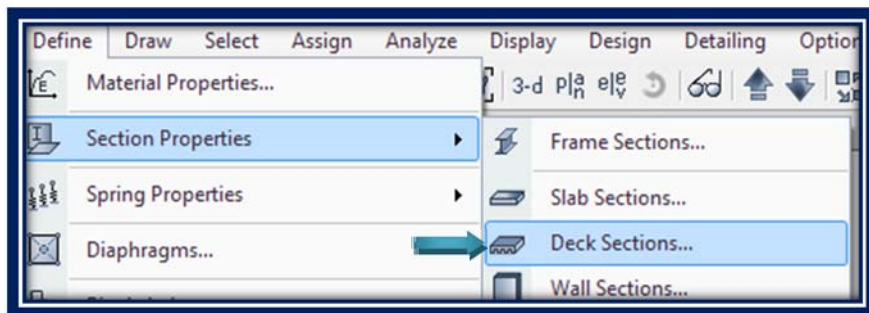 Define Draw Select Assign Analyze Display Design Detailing
Material Properties...
3-d
Section Properties
Frame Sections...
Spring Properties
Slab Sections...
Diaphragms...
Deck Sections...
Wall Sections...